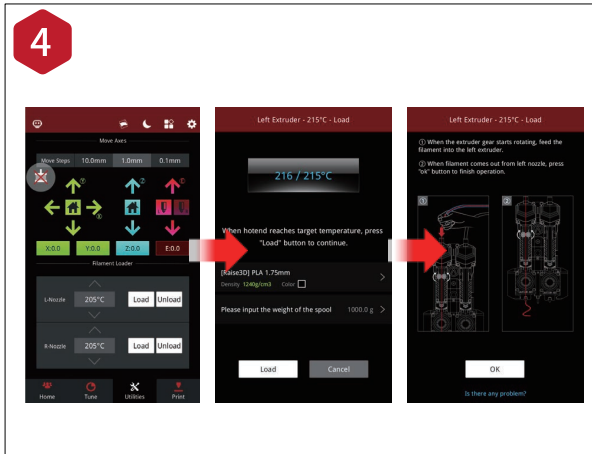 4
Move Axes
Move Steps 10.0mm 1.0mm 0.1mm
Y Z E
X
X:0.0 Y:0.0 Z:0.0 E:0.0
Filament Loader
L-Nozzle 205°C Load Unload
R-Nozzle 205°C Load Unload
Home Tune Utilities Print
Left Extruder - 215°C - Load
216 / 215°C
When hotend reaches target temperature, press
"Load" button to continue.
[Raise3D] PLA 1.75mm
Density 1240g/cm3 Color
Please input the weight of the spool 1000.0 g
Load Cancel
Left Extruder - 215°C - Load
① When the extruder gear starts rotating, feed the
filament into the left extruder.
② When filament comes out from left nozzle, press
"ok" button to finish operation.
① ②
OK
Is there any problem?